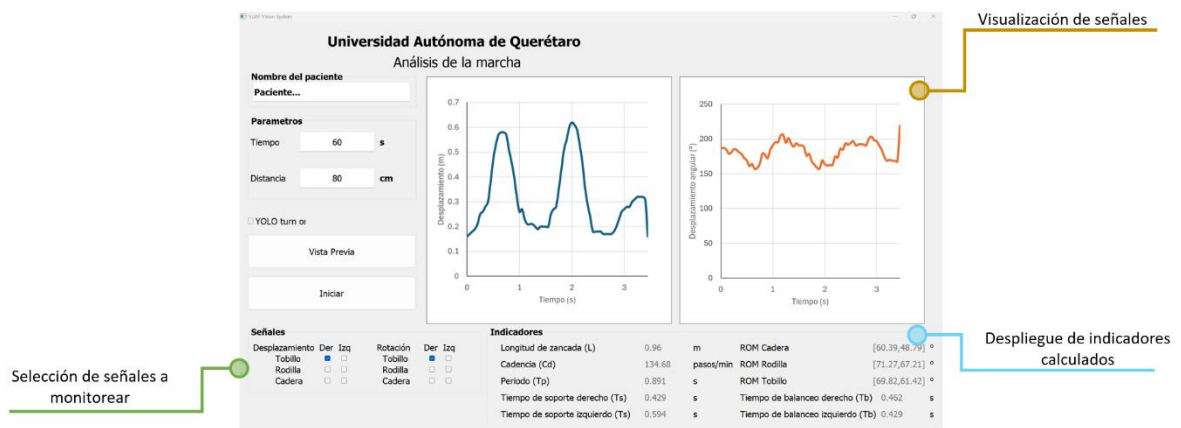 Visualización de señales
Universidad Autónoma de Querétaro
Análisis de la marcha
Nombre del paciente
Paciente...
Parametros
Tiempo 60 s
Distancia 80 cm
YOLO turn or
Vista Previa
Iniciar
0.7
0.6
0.5
0.4
0.3
0.2
0.1
0
Desplazamiento (m)
0 1 2 3
Tiempo (s)
250
200
150
100
50
0
Desplazamiento angular (°)
0 1 2 3
Tiempo (s)
Señales
Desplazamiento Der Izq Rotación Der Izq
Tobillo Tobillo
Rodilla Rodilla
Cadera Cadera
Selección de señales a
monitorear
Indicadores
Longitud de zancada (L) 0.96 m ROM Cadera [60.39,48.79] °
Cadencia (Cd) 134.68 pasos/min ROM Rodilla [71.27,67.21] °
Periodo (Tp) 0.891 s ROM Tobillo [69.82,61.42] °
Tiempo de soporte derecho (Ts) 0.429 s Tiempo de balanceo derecho (Tb) 0.462 s
Tiempo de soporte izquierdo (Ts) 0.594 s Tiempo de balanceo izquierdo (Tb) 0.429 s
Despliegue de indicadores
calculados